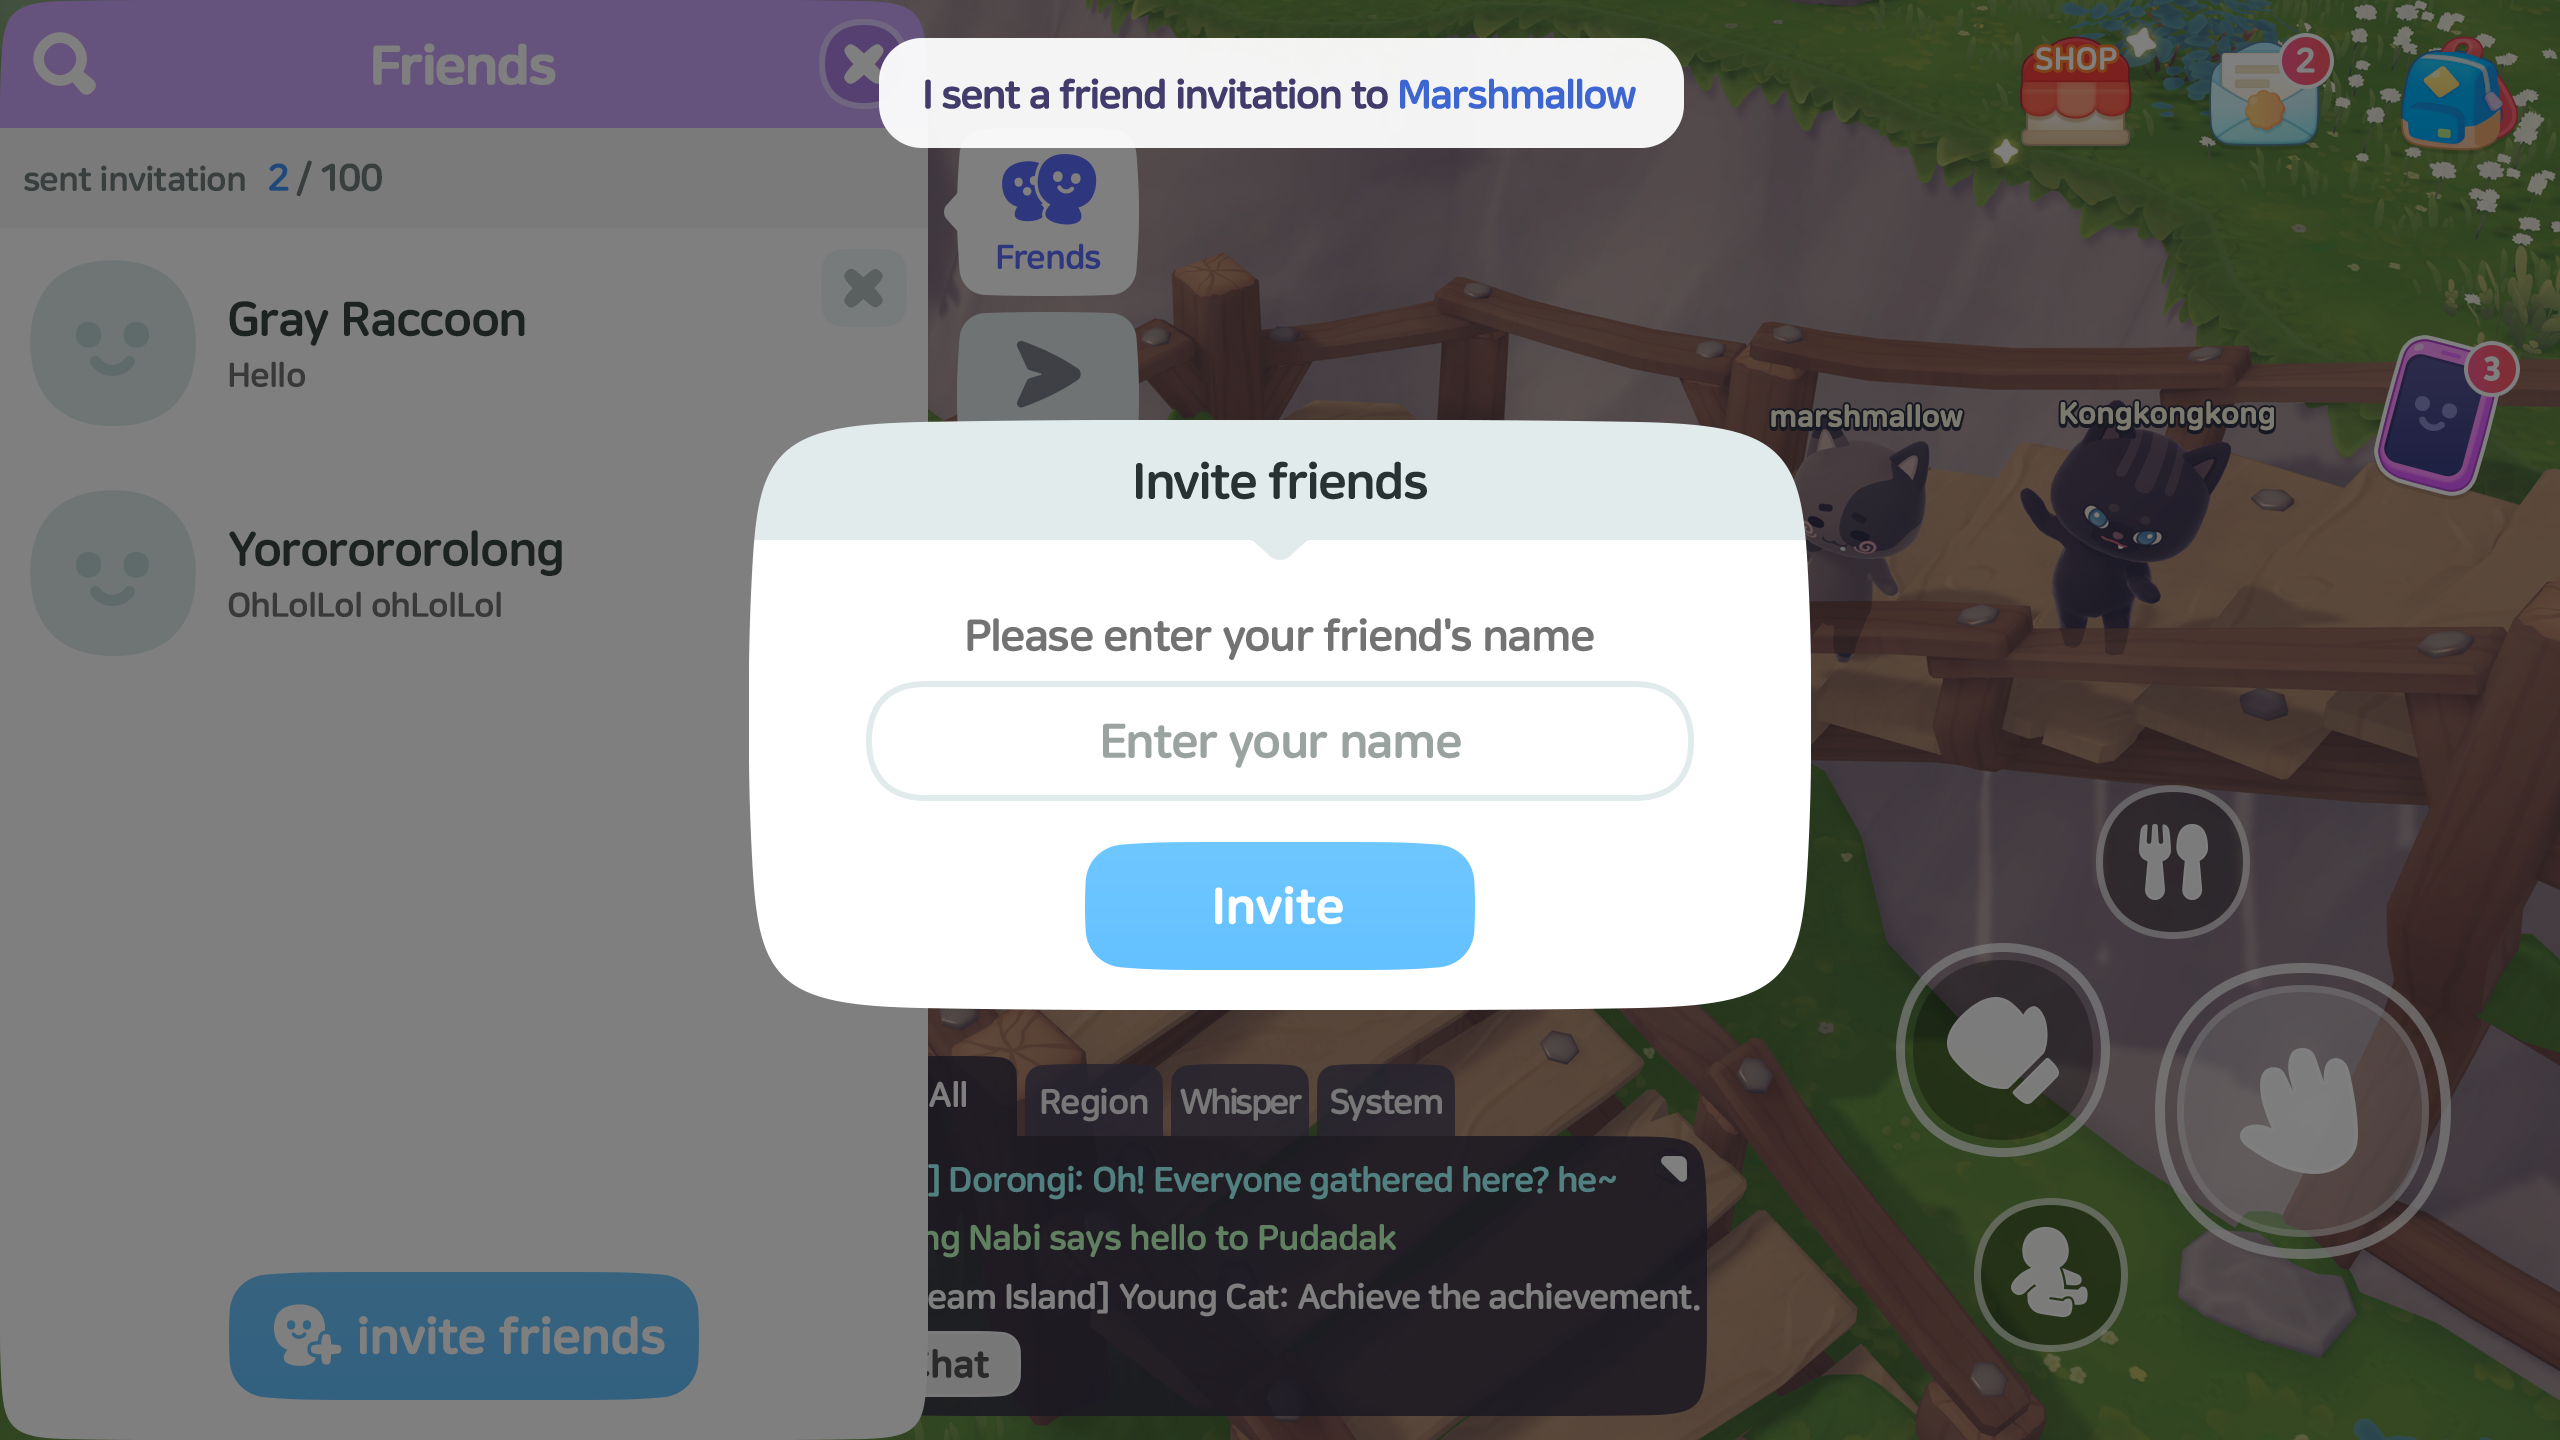 Friends
I sent a friend invitation to Marshmallow
SHOP
2
sent invitation 2 / 100
Frends
Gray Raccoon
Hello
3
marshmallow
Kongkongkong
Invite friends
Yororororolong
OhLolLol ohLolLol
Please enter your friend's name
Enter your name
Invite
All
Region
Whisper
System
] Dorongi: Oh! Everyone gathered here? he~
ng Nabi says hello to Pudadak
eam Island] Young Cat: Achieve the achievement.
hat
invite friends